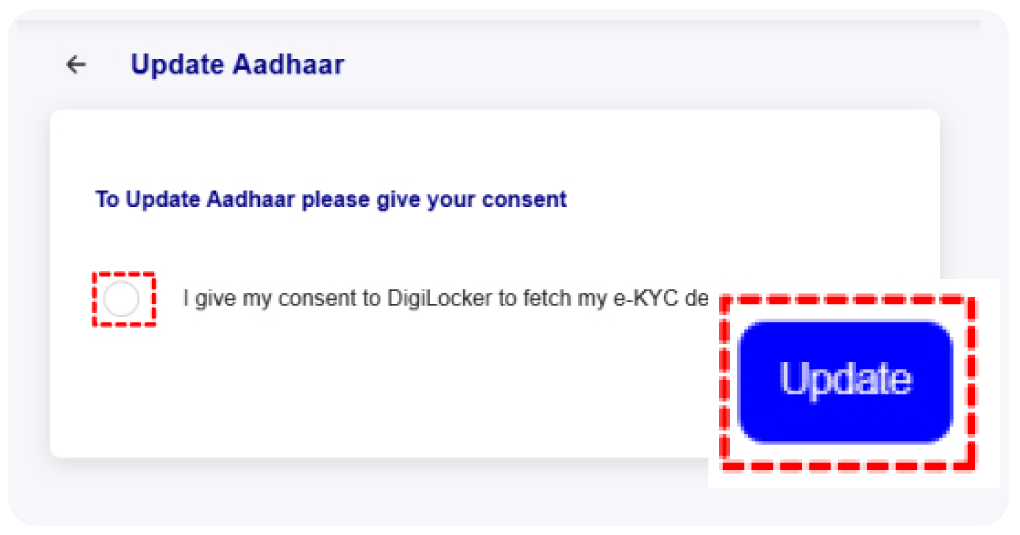 Update Aadhaar
To Update Aadhaar please give your consent
I give my consent to DigiLocker to fetch my e-KYC de
Update